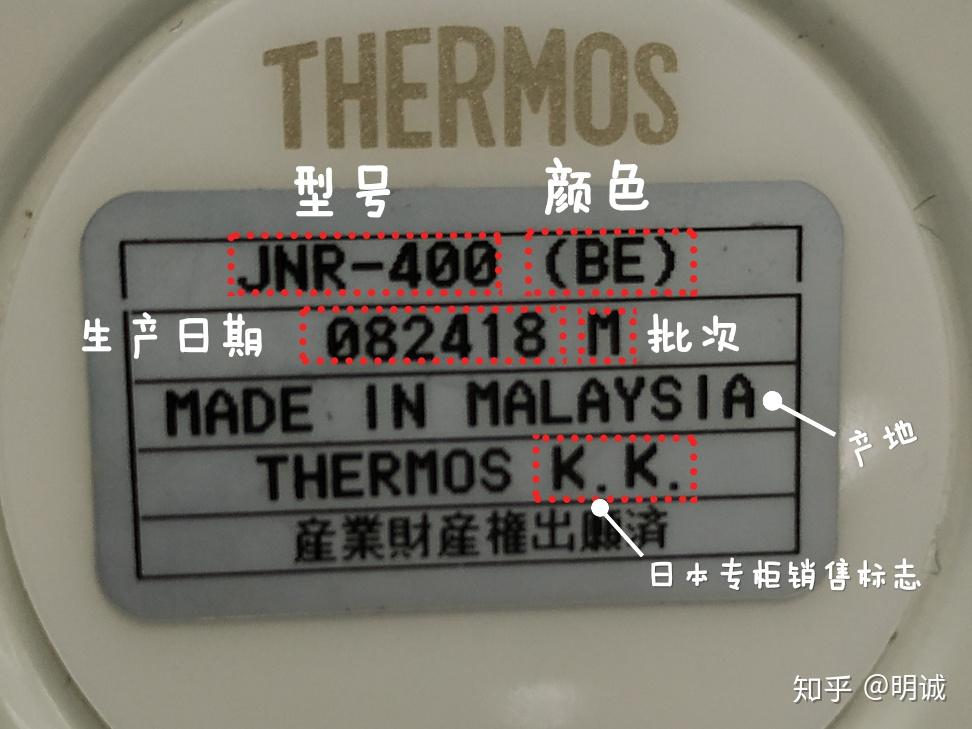 THERMOS
型号 颜色
JNR-400 (BE)
生产日期 082418 M 批次
MADE IN MALAYSIA
产地
THERMOS K.K.
産業財産権出願済
日本专柜销售标志
知乎 @明诚